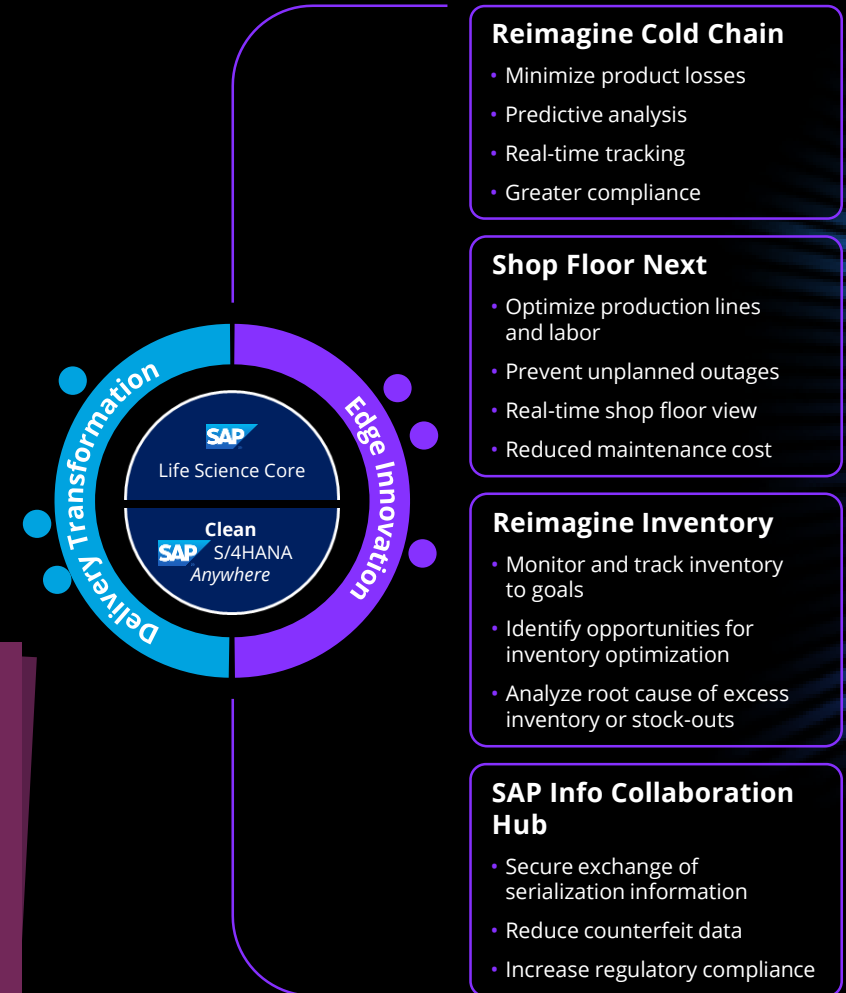 Reimagine Cold Chain
• Minimize product losses
• Predictive analysis
• Real-time tracking
• Greater compliance
Shop Floor Next
• Optimize production lines
and labor
• Prevent unplanned outages
• Real-time shop floor view
• Reduced maintenance cost
Delivery Transformation
Edge Innovation
SAP
Life Science Core
Clean
SAP S/4HANA
Anywhere
Reimagine Inventory
• Monitor and track inventory
to goals
• Identify opportunities for
inventory optimization
• Analyze root cause of excess
inventory or stock-outs
SAP Info Collaboration
Hub
• Secure exchange of
serialization information
• Reduce counterfeit data
• Increase regulatory compliance